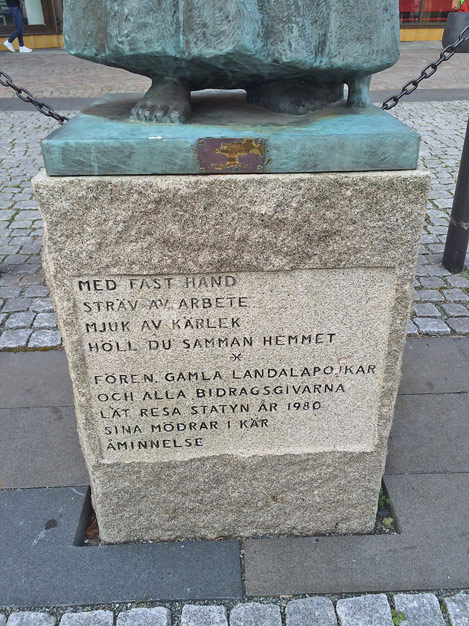 MED FAST HAND
STRÄV AV ARBETE
MJUK AV KÄRLEK
HÖLL DU SAMMAN HEMMET
*
FÖREN. GAMLA LANDALAPOJKAR
OCH ALLA BIDRAGSGIVARNA
LÄT RESA STATYN ÅR 1980
SINA MÖDRAR I KÄR
ÅMINNELSE